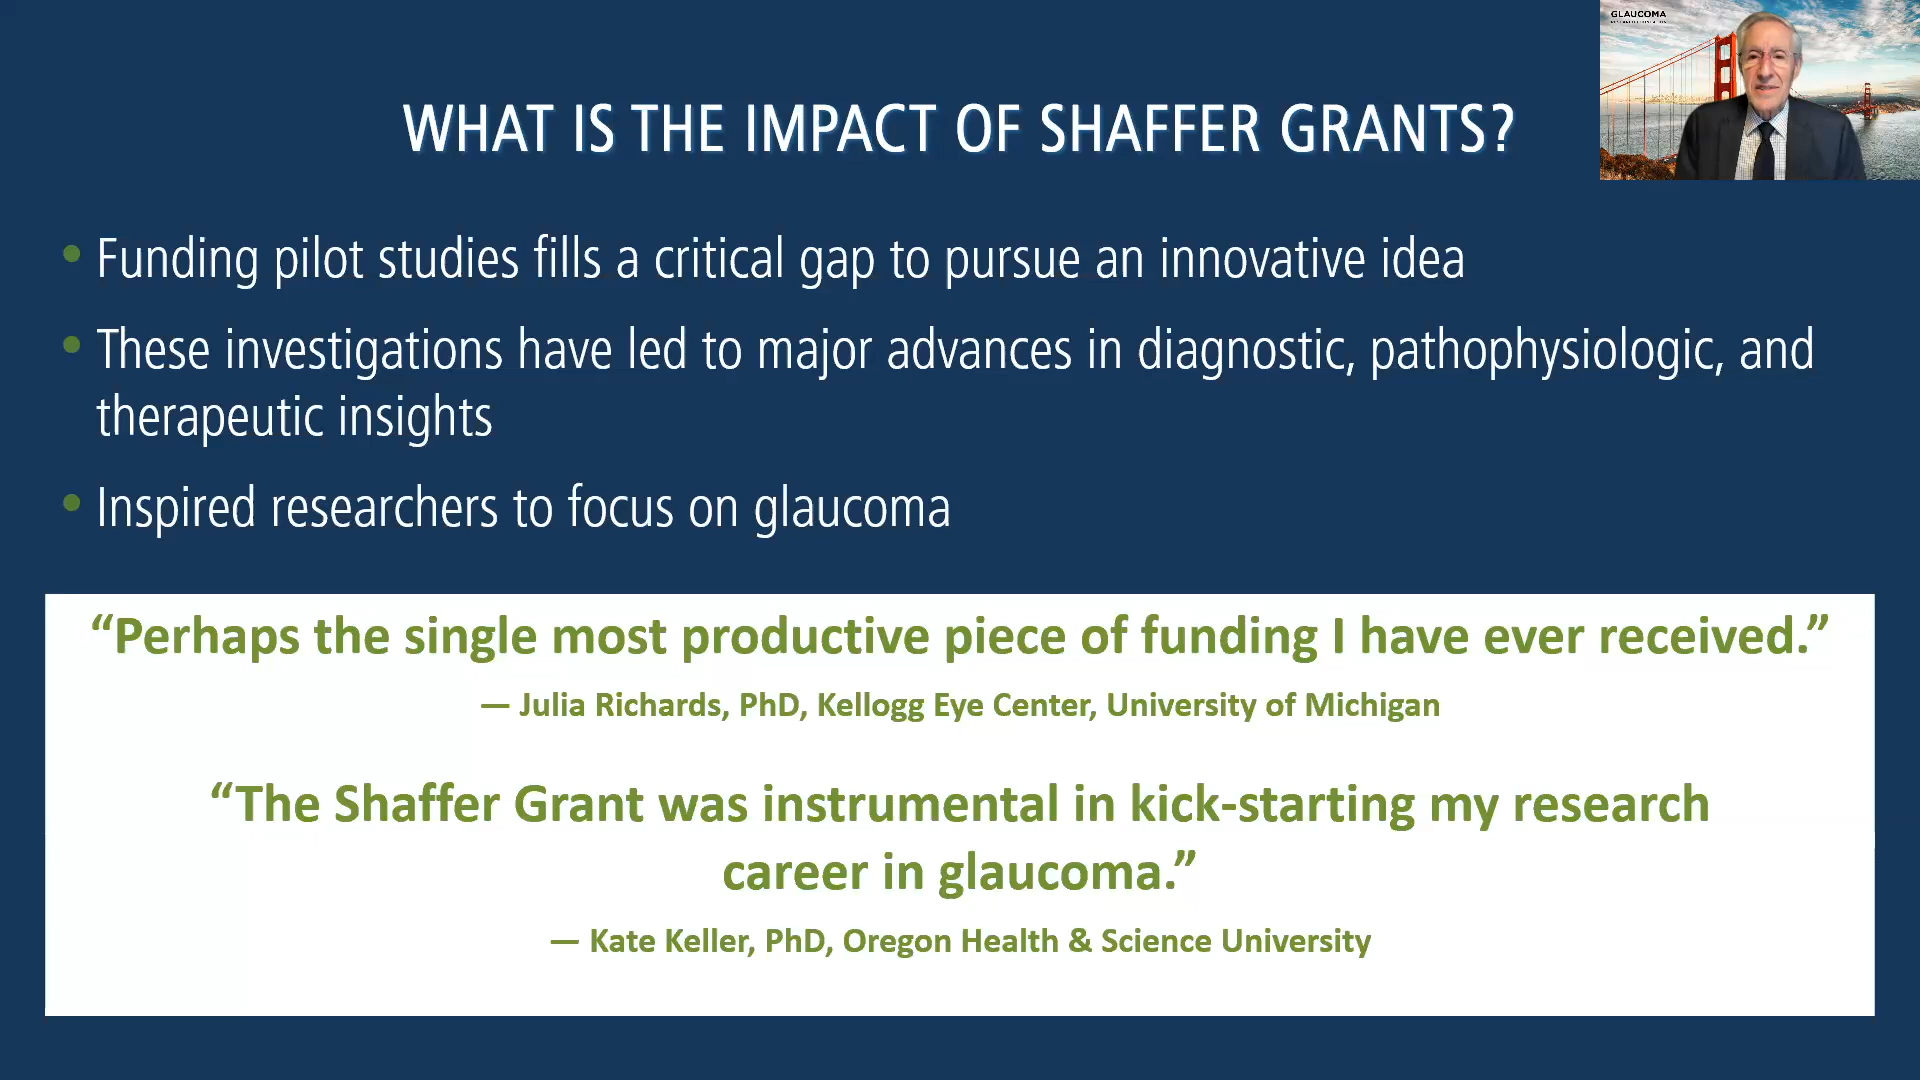 GLAUCOMA
WHAT IS THE IMPACT OF SHAFFER GRANTS?
• Funding pilot studies fills a critical gap to pursue an innovative idea
• These investigations have led to major advances in diagnostic, pathophysiologic, and
therapeutic insights
• Inspired researchers to focus on glaucoma
“Perhaps the single most productive piece of funding I have ever received.”
— Julia Richards, PhD, Kellogg Eye Center, University of Michigan
“The Shaffer Grant was instrumental in kick-starting my research
career in glaucoma.”
— Kate Keller, PhD, Oregon Health & Science University